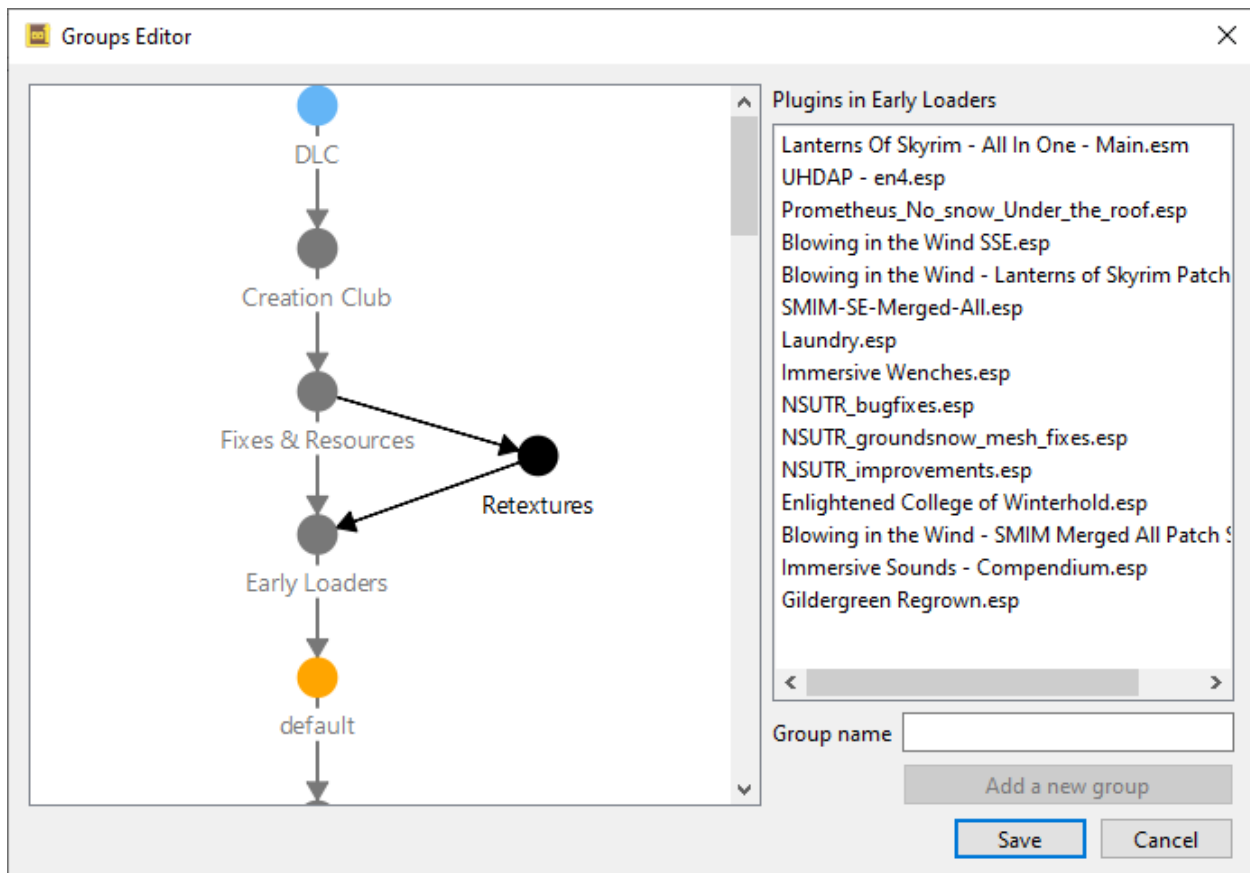 Groups Editor
DLC
Creation Club
Fixes & Resources
Retextures
Early Loaders
default
Plugins in Early Loaders
Lanterns Of Skyrim - All In One - Main.esm
UHDAP - en4.esp
Prometheus_No_snow_Under_the_roof.esp
Blowing in the Wind SSE.esp
Blowing in the Wind - Lanterns of Skyrim Patch
SMIM-SE-Merged-All.esp
Laundry.esp
Immersive Wenches.esp
NSUTR_bugfixes.esp
NSUTR_groundsnow_mesh_fixes.esp
NSUTR_improvements.esp
Enlightened College of Winterhold.esp
Blowing in the Wind - SMIM Merged All Patch S
Immersive Sounds - Compendium.esp
Gildergreen Regrown.esp
Group name
Add a new group
Save
Cancel